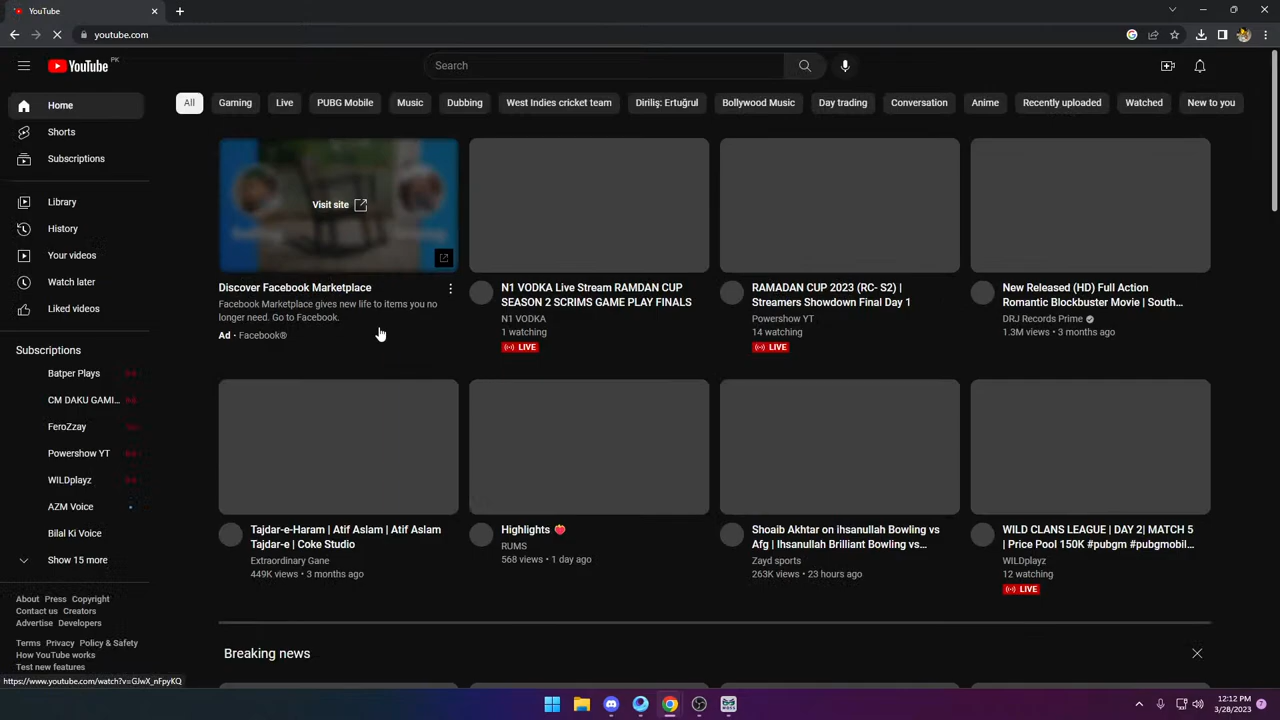 YouTube
youtube.com
YouTube PK
Search
All
Gaming
Live
PUBG Mobile
Music
Dubbing
West Indies cricket team
Diriliş: Ertuğrul
Bollywood Music
Day trading
Conversation
Anime
Recently uploaded
Watched
New to you
Home
Shorts
Subscriptions
Library
History
Your videos
Watch later
Liked videos
Subscriptions
Batper Plays
CM DAKU GAMI...
FeroZzay
Powershow YT
WILDplayz
AZM Voice
Bilal Ki Voice
Show 15 more
About Press Copyright
Contact us Creators
Advertise Developers
Terms Privacy Policy & Safety
How YouTube works
Test new features
https://www.youtube.com/watch?v=GJwX_nFpyKQ
Visit site
Discover Facebook Marketplace
Facebook Marketplace gives new life to items you no
longer need. Go to Facebook.
Ad • Facebook®
N1 VODKA Live Stream RAMDAN CUP
SEASON 2 SCRIMS GAME PLAY FINALS
N1 VODKA
1 watching
LIVE
RAMADAN CUP 2023 (RC- S2) |
Streamers Showdown Final Day 1
Powershow YT
14 watching
LIVE
New Released (HD) Full Action
Romantic Blockbuster Movie | South...
DRJ Records Prime
1.3M views • 3 months ago
Tajdar-e-Haram | Atif Aslam | Atif Aslam
Tajdar-e | Coke Studio
Extraordinary Gane
449K views • 3 months ago
Highlights 🍅
RUMS
568 views • 1 day ago
Shoaib Akhtar on ihsanullah Bowling vs
Afg | Ihsanullah Brilliant Bowling vs...
Zayd sports
263K views • 23 hours ago
WILD CLANS LEAGUE | DAY 2| MATCH 5
| Price Pool 150K #pubgm #pubgmobil...
WILDplayz
12 watching
LIVE
Breaking news
12:12 PM
3/28/2023